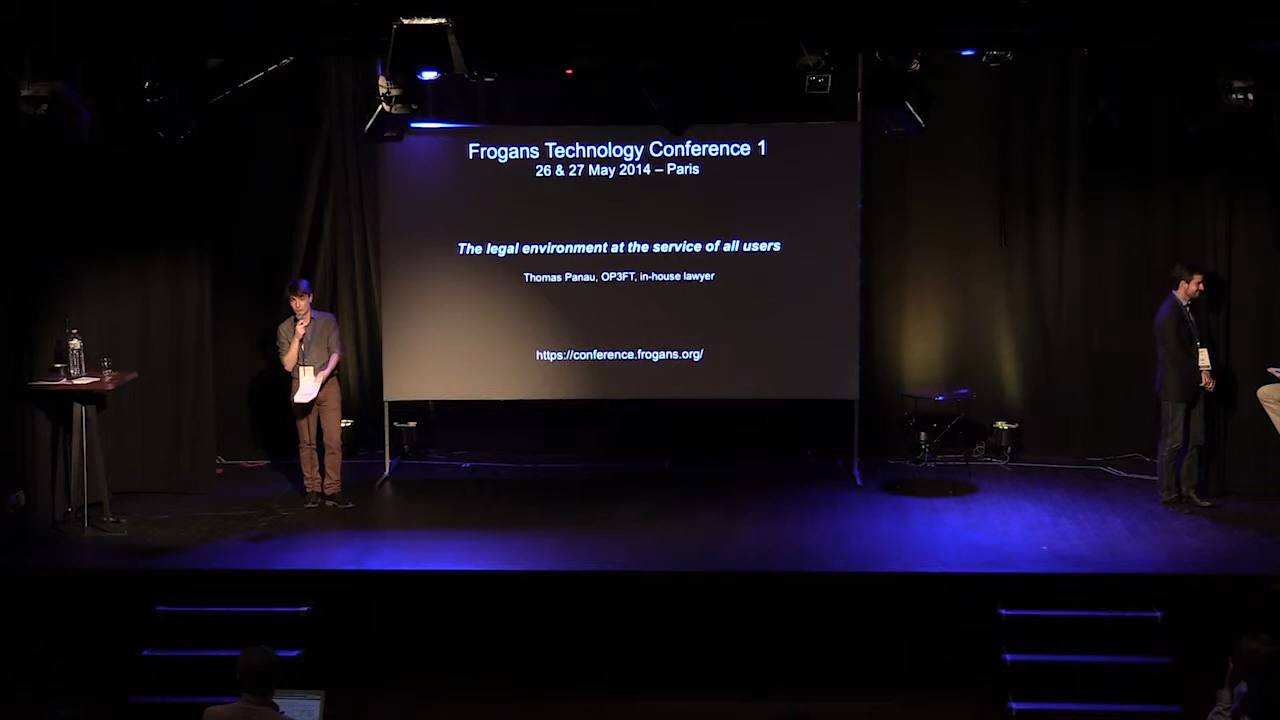 Frogans Technology Conference 1
26 & 27 May 2014 – Paris
The legal environment at the service of all users
Thomas Panau, OP3FT, in-house lawyer
https://conference.frogans.org/